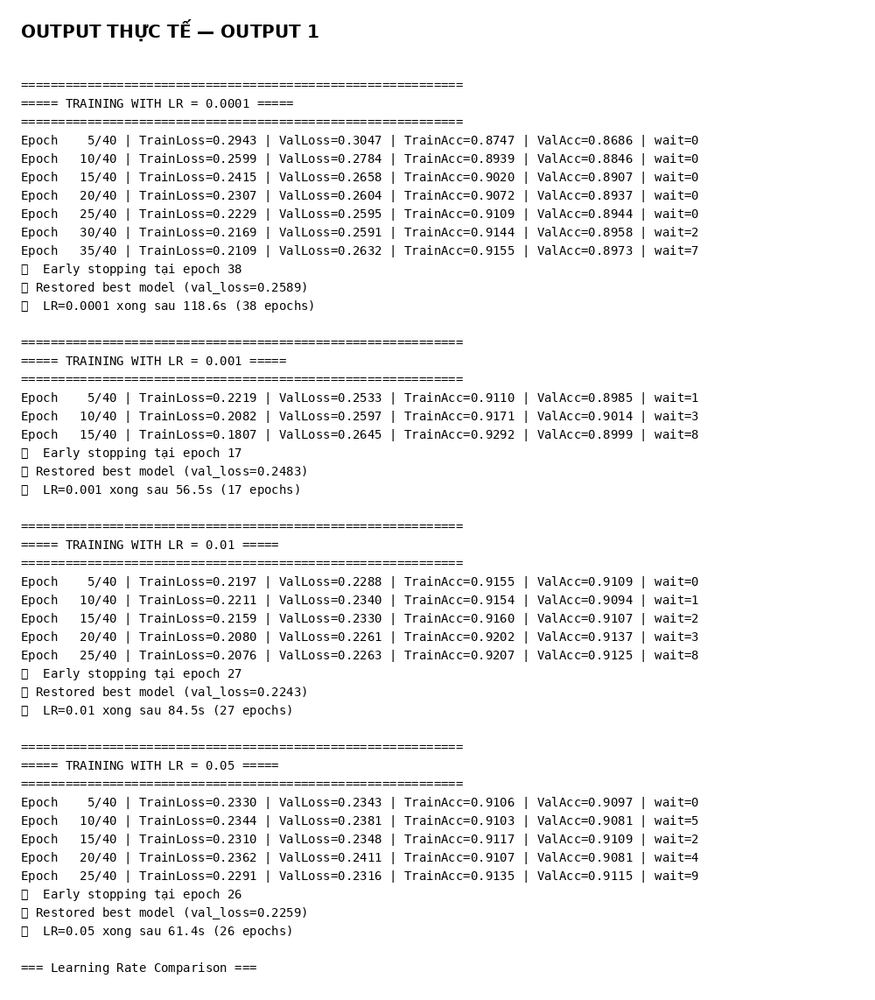 OUTPUT THỰC TẾ — OUTPUT 1
============================================================
===== TRAINING WITH LR = 0.0001 =====
============================================================
Epoch    5/40 | TrainLoss=0.2943 | ValLoss=0.3047 | TrainAcc=0.8747 | ValAcc=0.8686 | wait=0
Epoch   10/40 | TrainLoss=0.2599 | ValLoss=0.2784 | TrainAcc=0.8939 | ValAcc=0.8846 | wait=0
Epoch   15/40 | TrainLoss=0.2415 | ValLoss=0.2658 | TrainAcc=0.9020 | ValAcc=0.8907 | wait=0
Epoch   20/40 | TrainLoss=0.2307 | ValLoss=0.2604 | TrainAcc=0.9072 | ValAcc=0.8937 | wait=0
Epoch   25/40 | TrainLoss=0.2229 | ValLoss=0.2595 | TrainAcc=0.9109 | ValAcc=0.8944 | wait=0
Epoch   30/40 | TrainLoss=0.2169 | ValLoss=0.2591 | TrainAcc=0.9144 | ValAcc=0.8958 | wait=2
Epoch   35/40 | TrainLoss=0.2109 | ValLoss=0.2632 | TrainAcc=0.9155 | ValAcc=0.8973 | wait=7
Early stopping tại epoch 38
Restored best model (val_loss=0.2589)
LR=0.0001 xong sau 118.6s (38 epochs)
============================================================
===== TRAINING WITH LR = 0.001 =====
============================================================
Epoch    5/40 | TrainLoss=0.2219 | ValLoss=0.2533 | TrainAcc=0.9110 | ValAcc=0.8985 | wait=1
Epoch   10/40 | TrainLoss=0.2082 | ValLoss=0.2597 | TrainAcc=0.9171 | ValAcc=0.9014 | wait=3
Epoch   15/40 | TrainLoss=0.1807 | ValLoss=0.2645 | TrainAcc=0.9292 | ValAcc=0.8999 | wait=8
Early stopping tại epoch 17
Restored best model (val_loss=0.2483)
LR=0.001 xong sau 56.5s (17 epochs)
============================================================
===== TRAINING WITH LR = 0.01 =====
============================================================
Epoch    5/40 | TrainLoss=0.2197 | ValLoss=0.2288 | TrainAcc=0.9155 | ValAcc=0.9109 | wait=0
Epoch   10/40 | TrainLoss=0.2211 | ValLoss=0.2340 | TrainAcc=0.9154 | ValAcc=0.9094 | wait=1
Epoch   15/40 | TrainLoss=0.2159 | ValLoss=0.2330 | TrainAcc=0.9160 | ValAcc=0.9107 | wait=2
Epoch   20/40 | TrainLoss=0.2080 | ValLoss=0.2261 | TrainAcc=0.9202 | ValAcc=0.9137 | wait=3
Epoch   25/40 | TrainLoss=0.2076 | ValLoss=0.2263 | TrainAcc=0.9207 | ValAcc=0.9125 | wait=8
Early stopping tại epoch 27
Restored best model (val_loss=0.2243)
LR=0.01 xong sau 84.5s (27 epochs)
============================================================
===== TRAINING WITH LR = 0.05 =====
============================================================
Epoch    5/40 | TrainLoss=0.2330 | ValLoss=0.2343 | TrainAcc=0.9106 | ValAcc=0.9097 | wait=0
Epoch   10/40 | TrainLoss=0.2344 | ValLoss=0.2381 | TrainAcc=0.9103 | ValAcc=0.9081 | wait=5
Epoch   15/40 | TrainLoss=0.2310 | ValLoss=0.2348 | TrainAcc=0.9117 | ValAcc=0.9109 | wait=2
Epoch   20/40 | TrainLoss=0.2362 | ValLoss=0.2411 | TrainAcc=0.9107 | ValAcc=0.9081 | wait=4
Epoch   25/40 | TrainLoss=0.2291 | ValLoss=0.2316 | TrainAcc=0.9135 | ValAcc=0.9115 | wait=9
Early stopping tại epoch 26
Restored best model (val_loss=0.2259)
LR=0.05 xong sau 61.4s (26 epochs)
=== Learning Rate Comparison ===